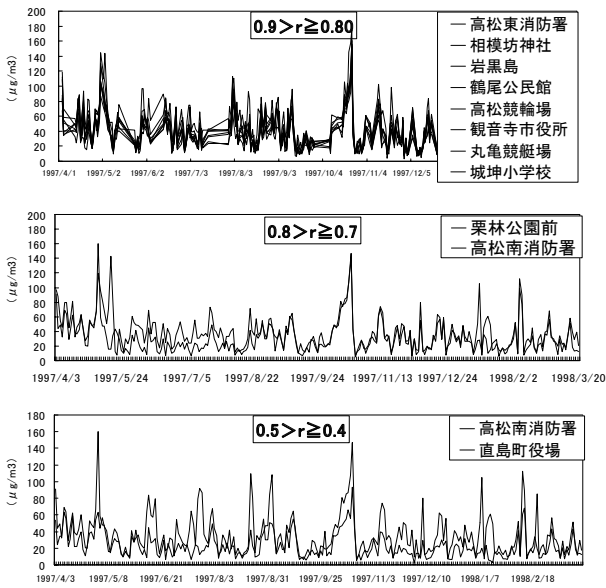 0.9＞r≧0.80
(μg/m3)
200
180
160
140
120
100
80
60
40
20
0
1997/4/1 1997/5/2 1997/6/2 1997/7/3 1997/8/3 1997/9/3 1997/10/4 1997/11/4 1997/12/5
高松東消防署
相模坊神社
岩黒島
鶴尾公民館
高松競輪場
観音寺市役所
丸亀競艇場
城坤小学校
0.8＞r≧0.7
(μg/m3)
200
180
160
140
120
100
80
60
40
20
0
1997/4/3 1997/5/24 1997/7/5 1997/8/22 1997/9/24 1997/11/13 1997/12/24 1998/2/2 1998/3/20
栗林公園前
高松南消防署
0.5＞r≧0.4
(μg/m3)
180
160
140
120
100
80
60
40
20
0
1997/4/3 1997/5/8 1997/6/21 1997/8/3 1997/8/31 1997/9/25 1997/11/3 1997/12/10 1998/1/7 1998/2/18
高松南消防署
直島町役場